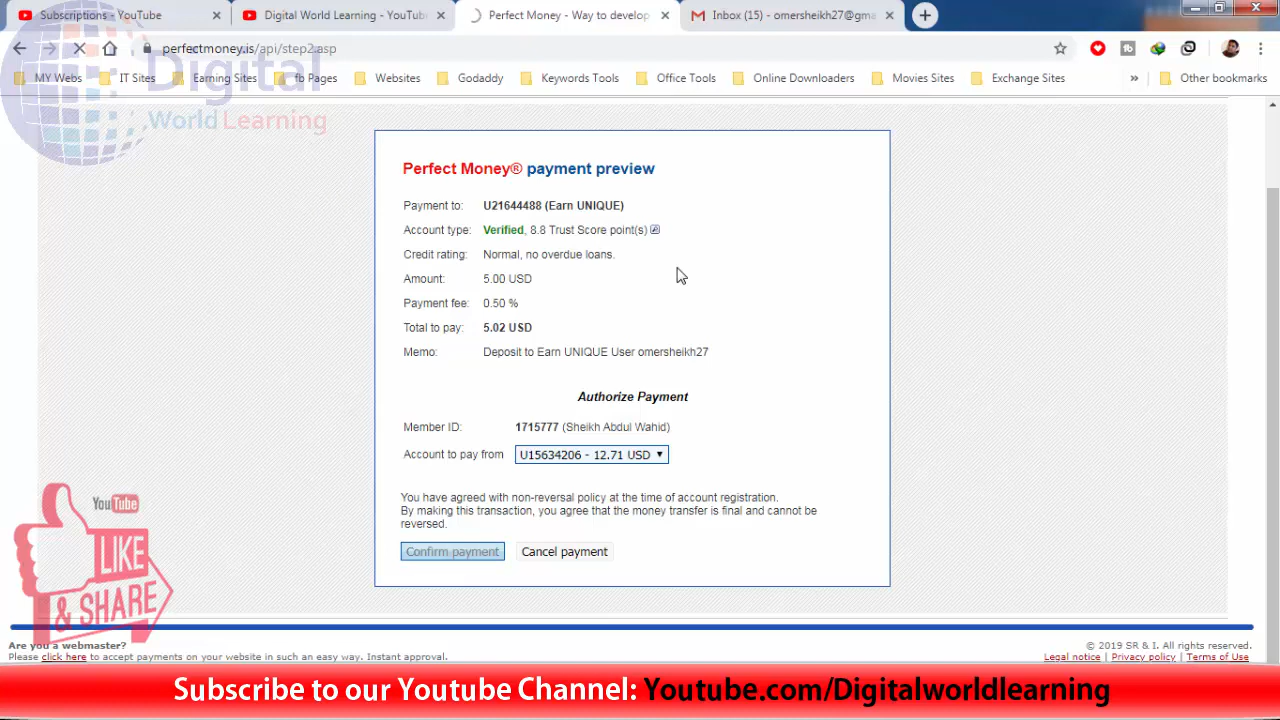 Subscriptions - YouTube
Digital World Learning - YouTube
Perfect Money - Way to develop
Inbox (15) - omersheikh27@gma
perfectmoney.is/api/step2.asp
MY Webs
IT Sites
Earning Sites
fb Pages
Websites
Godaddy
Keywords Tools
Office Tools
Online Downloaders
Movies Sites
Exchange Sites
»
Other bookmarks
Digital
World Learning
Perfect Money® payment preview
Payment to: U21644488 (Earn UNIQUE)
Account type: Verified, 8.8 Trust Score point(s)
Credit rating: Normal, no overdue loans.
Amount: 5.00 USD
Payment fee: 0.50 %
Total to pay: 5.02 USD
Memo: Deposit to Earn UNIQUE User omersheikh27
Authorize Payment
Member ID: 1715777 (Sheikh Abdul Wahid)
Account to pay from U15634206 - 12.71 USD
You have agreed with non-reversal policy at the time of account registration.
By making this transaction, you agree that the money transfer is final and cannot be
reversed.
Confirm payment Cancel payment
YouTube
LIKE
& SHARE
Are you a webmaster?
Please click here to accept payments on your website in such an easy way. Instant approval.
© 2019 SR & I. All rights reserved.
Legal notice | Privacy policy | Terms of Use
Subscribe to our Youtube Channel: Youtube.com/Digitalworldlearning